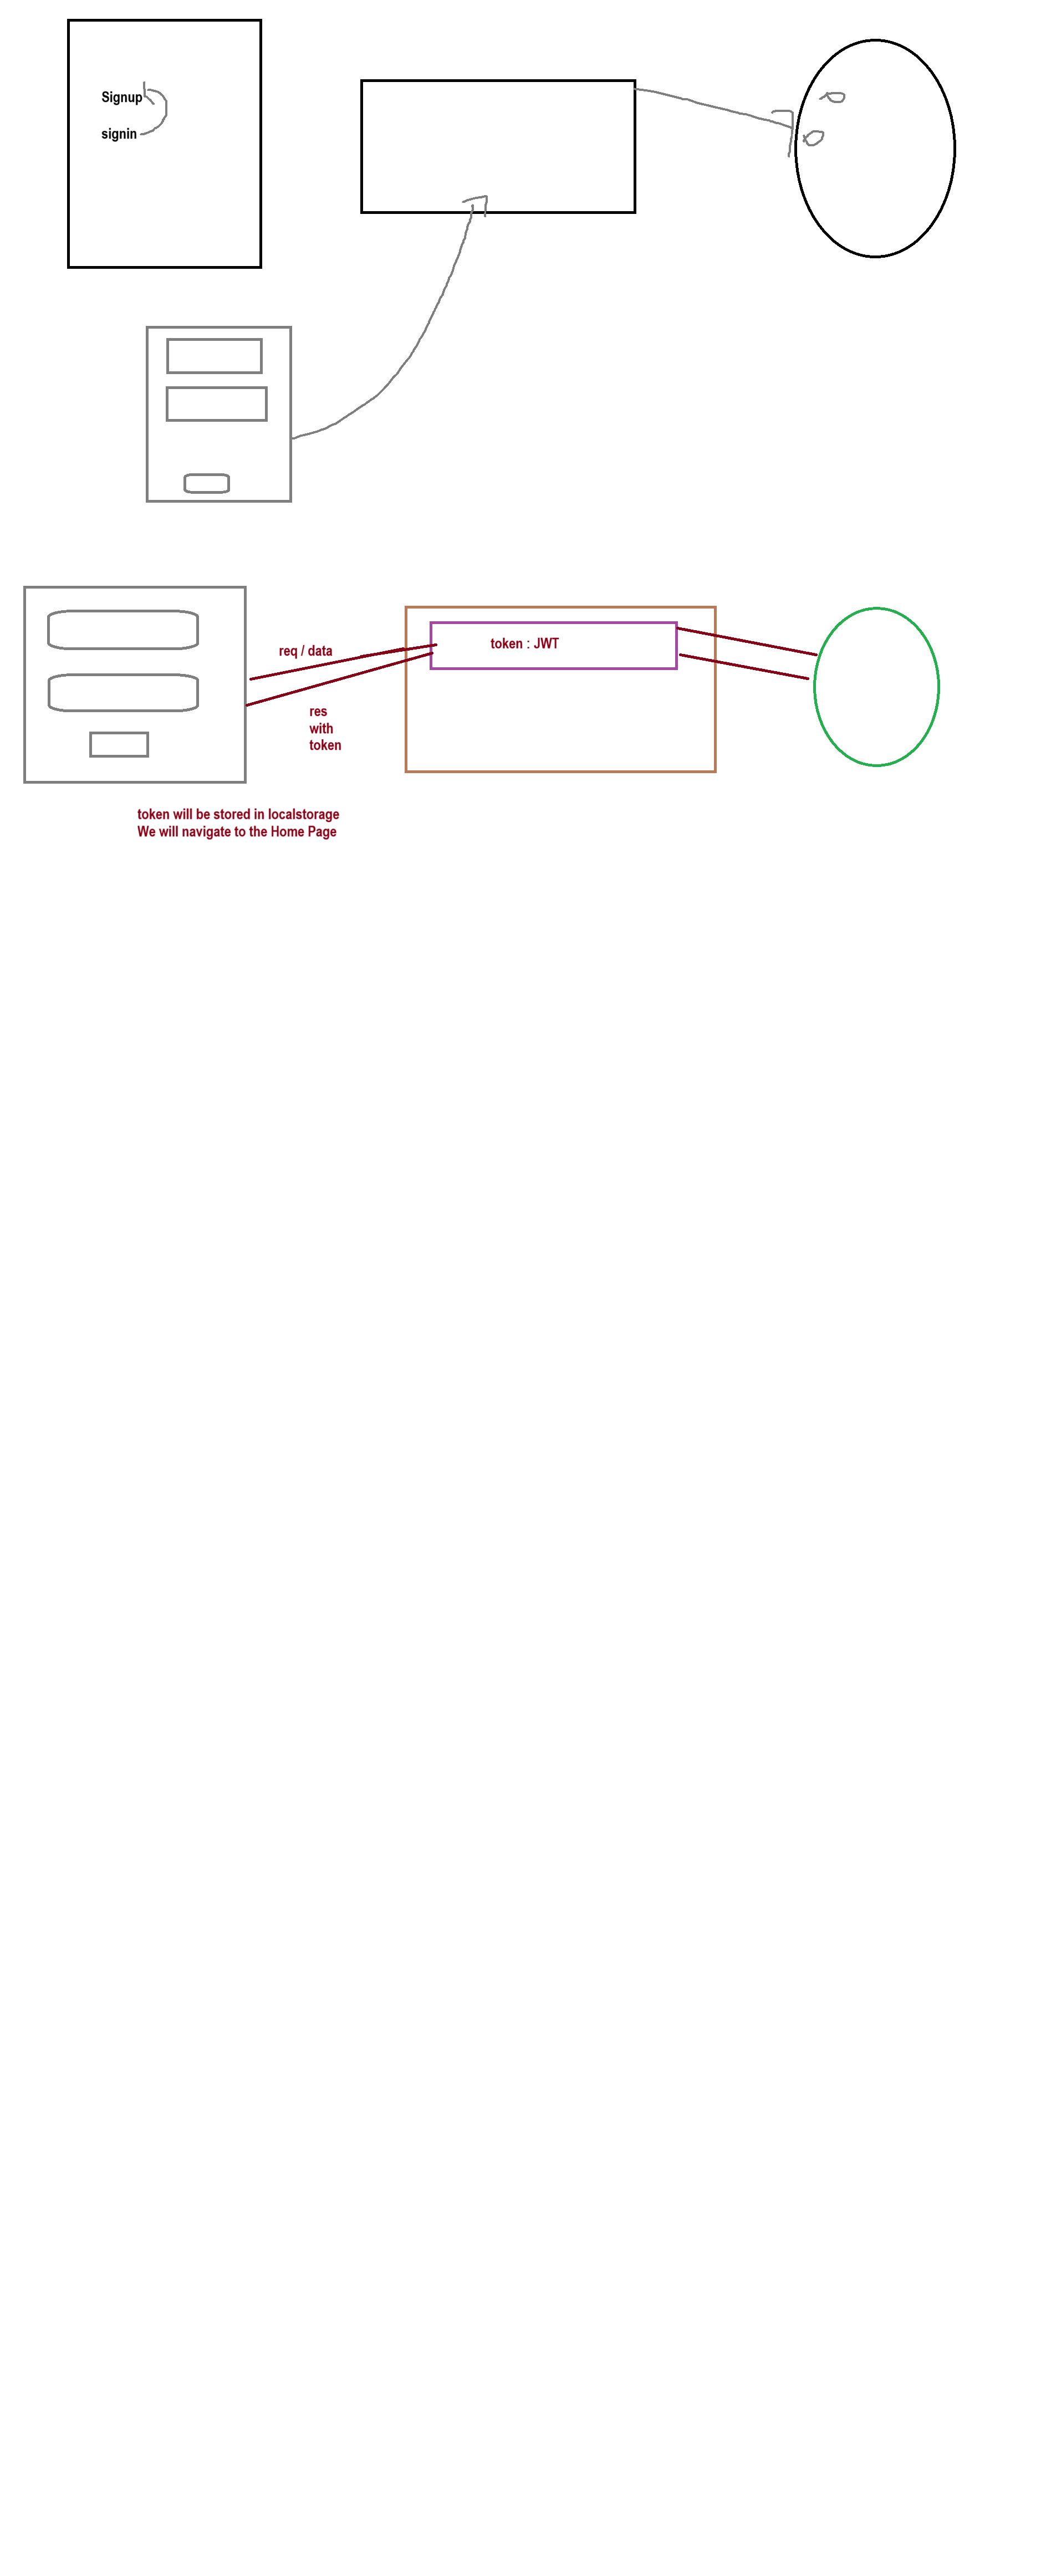 Signup
signin
req / data
token : JWT
res
with
token
token will be stored in localstorage
We will navigate to the Home Page